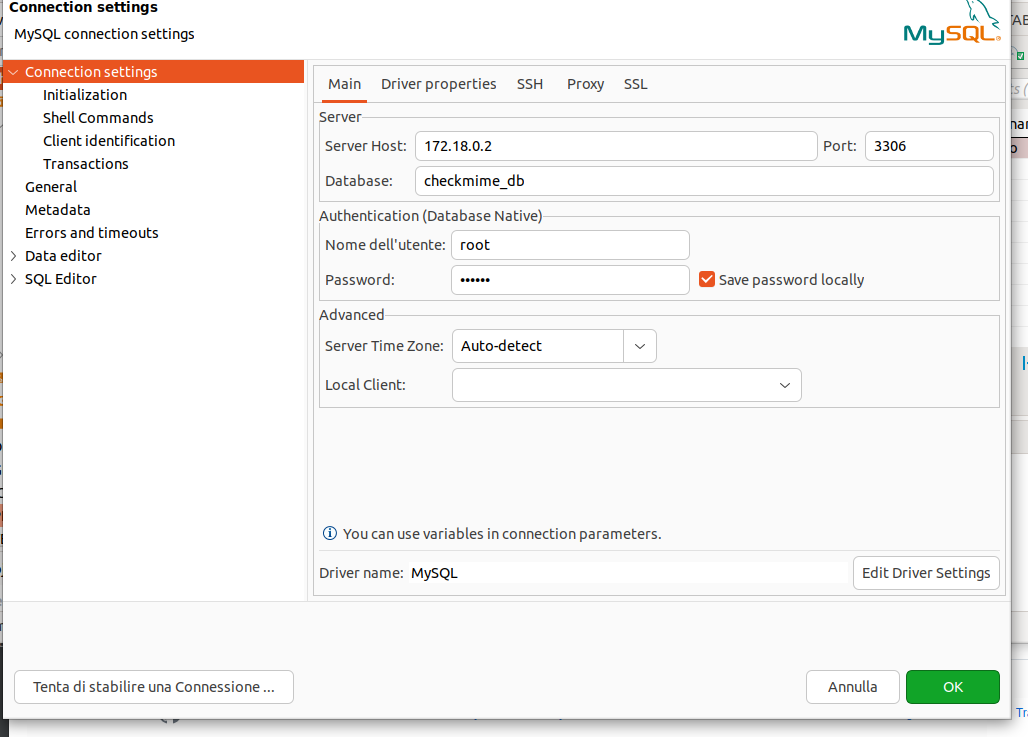 Connection settings
MySQL connection settings
MySQL®
Connection settings
Initialization
Shell Commands
Client identification
Transactions
General
Metadata
Errors and timeouts
Data editor
SQL Editor
Main Driver properties SSH Proxy SSL
Server
Server Host: 172.18.0.2 Port: 3306
Database: checkmime_db
Authentication (Database Native)
Nome dell'utente: root
Password: •••••• Save password locally
Advanced
Server Time Zone: Auto-detect
Local Client:
You can use variables in connection parameters.
Driver name: MySQL Edit Driver Settings
Tenta di stabilire una Connessione ... Annulla OK